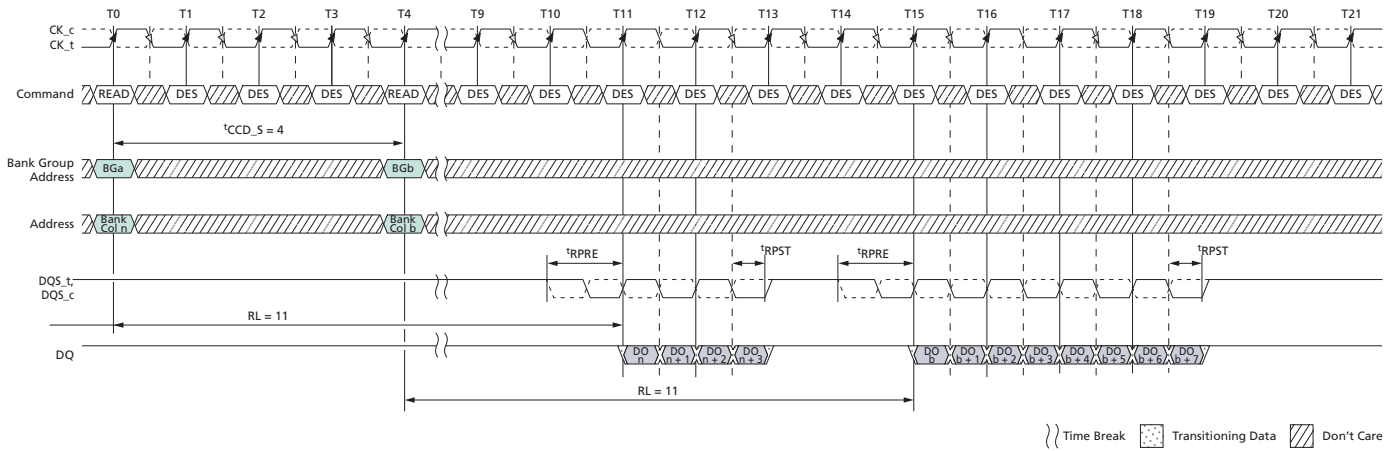 T0 T1 T2 T3 T4 T9 T10 T11 T12 T13 T14 T15 T16 T17 T18 T19 T20 T21
CK_c
CK_t
Command READ DES DES DES READ DES DES DES DES DES DES DES DES DES DES DES DES DES
tCCD_S = 4
Bank Group
Address
BGa BGb
Address
Bank
Col n
Bank
Col b
tRPRE tRPST tRPRE tRPST
DQS_t,
DQS_c
RL = 11
DQ
DO
n
DO
n + 1
DO
n + 2
DO
n + 3
DO
b
DO
b + 1
DO
b + 2
DO
b + 3
DO
b + 4
DO
b + 5
DO
b + 6
DO
b + 7
RL = 11
Time Break Transitioning Data Don't Care